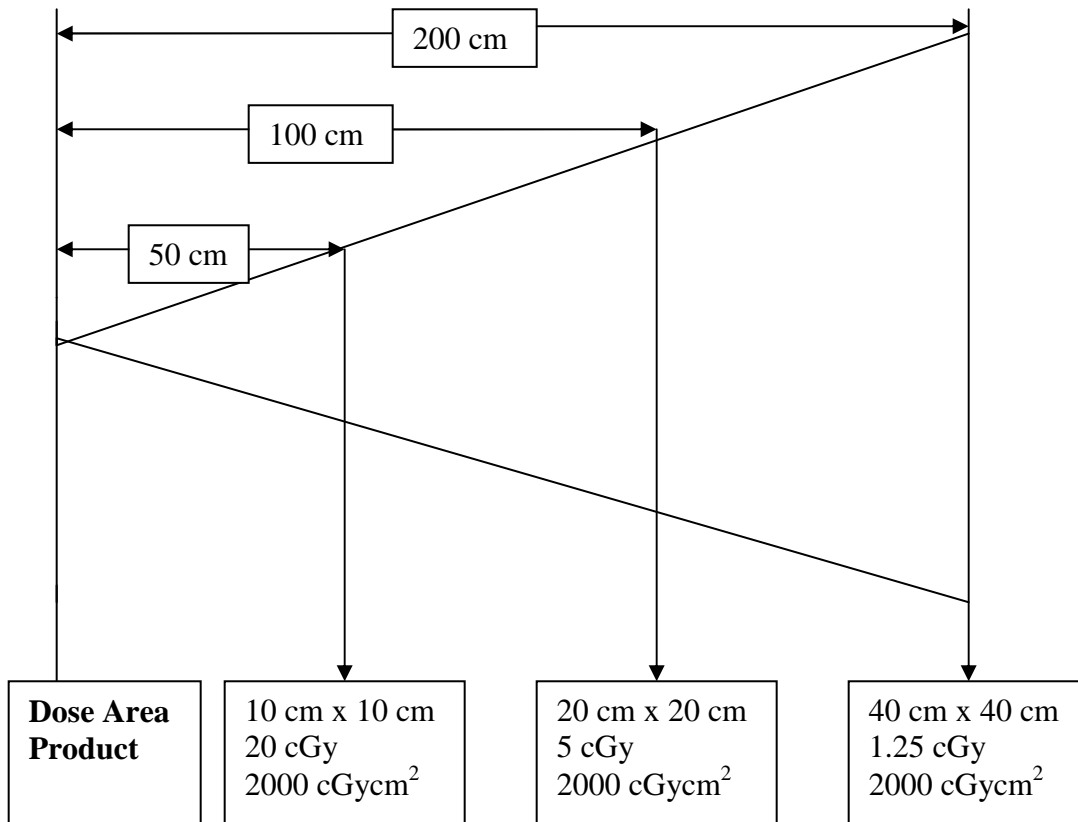 200 cm
100 cm
50 cm
Dose Area
Product
10 cm x 10 cm
20 cGy
2000 cGycm²
20 cm x 20 cm
5 cGy
2000 cGycm²
40 cm x 40 cm
1.25 cGy
2000 cGycm²